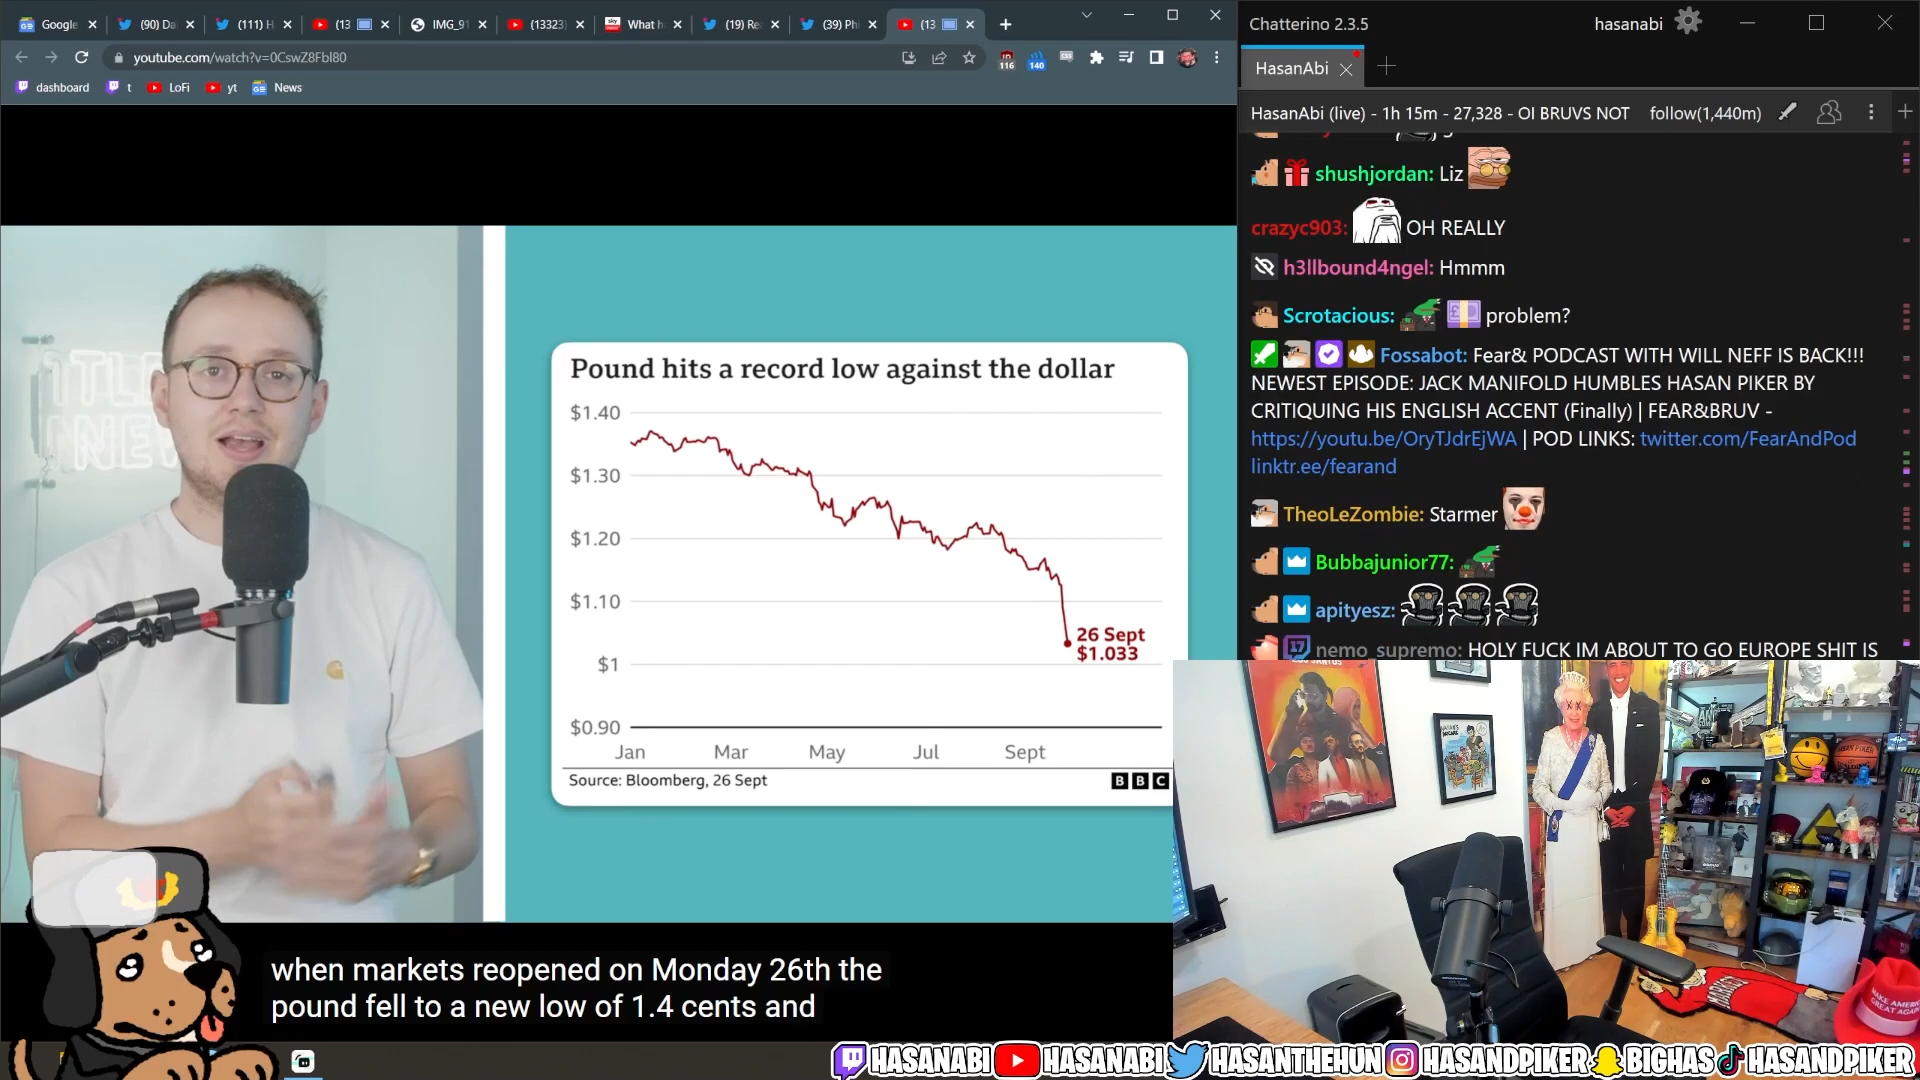 Google
(90) Da
(111) H
(13
IMG_91
(13323)
sky
What h
(19) Re
(39) Ph
(13
youtube.com/watch?v=0CswZ8Fbl80
116
140
dashboard
t
LoFi
yt
News
Pound hits a record low against the dollar
$1.40
$1.30
$1.20
$1.10
$1
$0.90
26 Sept
$1.033
Jan Mar May Jul Sept
Source: Bloomberg, 26 Sept
BBC
when markets reopened on Monday 26th the
pound fell to a new low of 1.4 cents and
Chatterino 2.3.5
hasanabi
HasanAbi
HasanAbi (live) - 1h 15m - 27,328 - OI BRUVS NOT
follow(1,440m)
shushjordan: Liz
crazyc903: OH REALLY
h3llbound4ngel: Hmmm
Scrotacious: problem?
Fossabot: Fear& PODCAST WITH WILL NEFF IS BACK!!!
NEWEST EPISODE: JACK MANIFOLD HUMBLES HASAN PIKER BY
CRITIQUING HIS ENGLISH ACCENT (Finally) | FEAR&BRUV -
https://youtu.be/OryTJdrEjWA | POD LINKS: twitter.com/FearAndPod
linktr.ee/fearand
TheoLeZombie: Starmer
Bubbajunior77:
apityesz:
17 nemo_supremo: HOLY FUCK IM ABOUT TO GO EUROPE SHIT IS
HASANABI HASANABI HASANTHEHUN HASANDPIKER BIGHAS HASANDPIKER